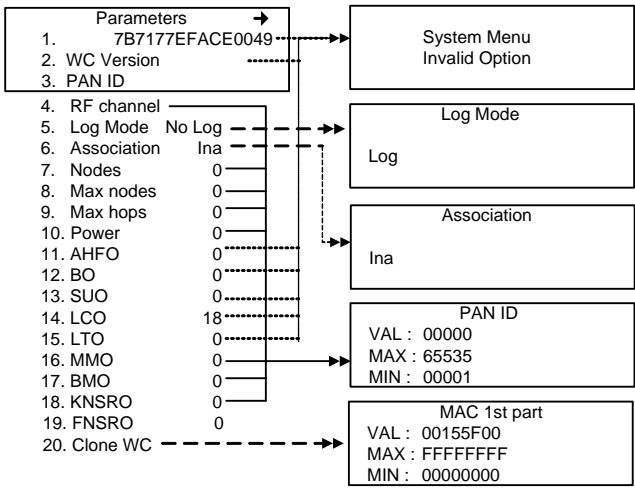 Parameters →
1. 7B7177EFACE0049
2. WC Version
3. PAN ID
4. RF channel
5. Log Mode No Log
6. Association Ina
7. Nodes 0
8. Max nodes 0
9. Max hops 0
10. Power 0
11. AHFO 0
12. BO 0
13. SUO 0
14. LCO 18
15. LTO 0
16. MMO 0
17. BMO 0
18. KNSRO 0
19. FNSRO 0
20. Clone WC
System Menu
Invalid Option
Log Mode
Log
Association
Ina
PAN ID
VAL : 00000
MAX : 65535
MIN : 00001
MAC 1st part
VAL : 00155F00
MAX : FFFFFFFF
MIN : 00000000